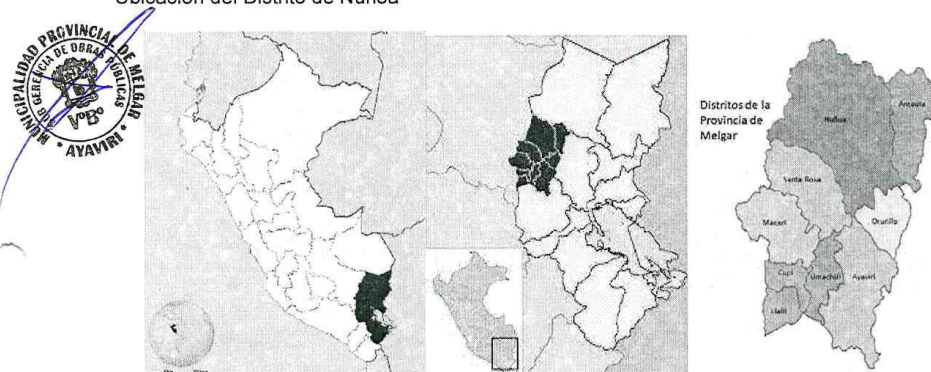 Ubicación del Distrito de Nuñoa
MUNICIPALIDAD PROVINCIAL DE MELGAR
SUB GERENCIA DE OBRAS PÚBLICAS
V°B°
* AYAVIRI *
Distritos de la
Provincia de
Melgar
Nuñoa
Antauta
Santa Rosa
Macari
Orurillo
Cupi
Umachiri
Ayaviri
Llalli